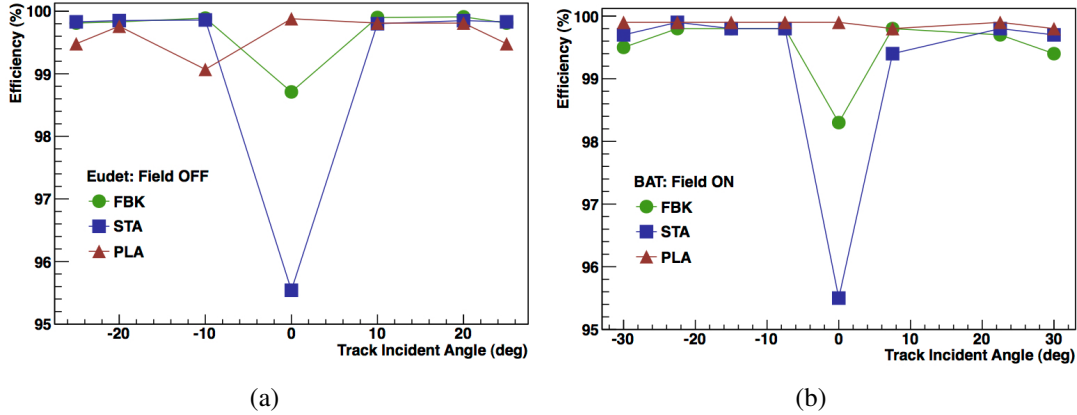 Efficiency (%)
100
99
98
97
96
95
Eudet: Field OFF
FBK
STA
PLA
-20
-10
0
10
20
Track Incident Angle (deg)
(a)
Efficiency (%)
100
99
98
97
96
95
BAT: Field ON
FBK
STA
PLA
-30
-20
-10
0
10
20
30
Track Incident Angle (deg)
(b)